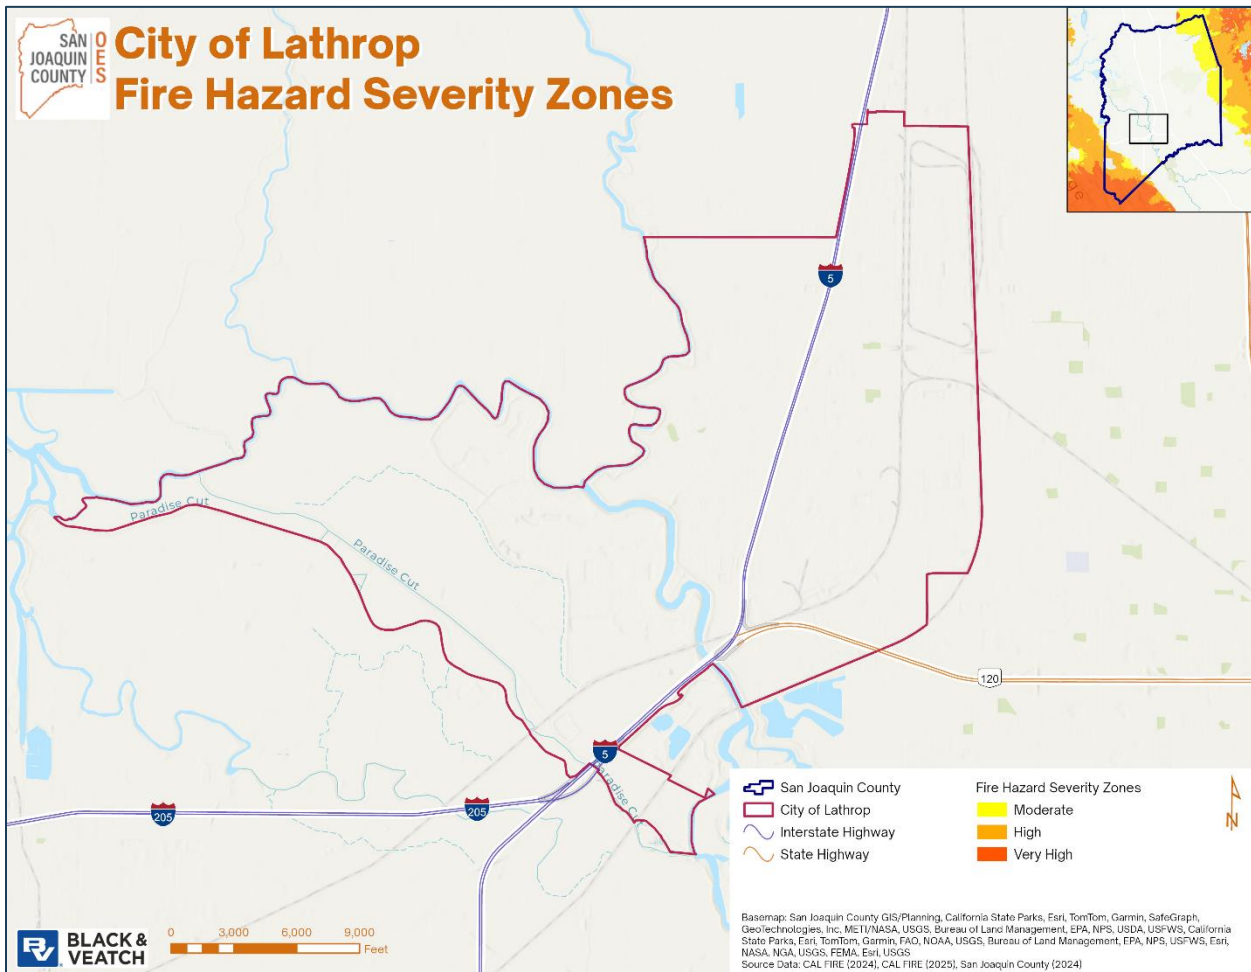 SAN
JOAQUIN
COUNTY
OES
City of Lathrop
Fire Hazard Severity Zones
5
Paradise Cut
Paradise Cut
120
5
Paradise Cut
205
205
San Joaquin County
City of Lathrop
Interstate Highway
State Highway
Fire Hazard Severity Zones
Moderate
High
Very High
N
0 3,000 6,000 9,000
Feet
BV BLACK &
VEATCH
Basemap: San Joaquin County GIS/Planning, California State Parks, Esri, TomTom, Garmin, SafeGraph,
GeoTechnologies, Inc, METI/NASA, USGS, Bureau of Land Management, EPA, NPS, USDA, USFWS, California
State Parks, Esri, TomTom, Garmin, FAO, NOAA, USGS, Bureau of Land Management, EPA, NPS, USFWS, Esri,
NASA, NGA, USGS, FEMA, Esri, USGS
Source Data: CAL FIRE (2024), CAL FIRE (2025), San Joaquin County (2024)